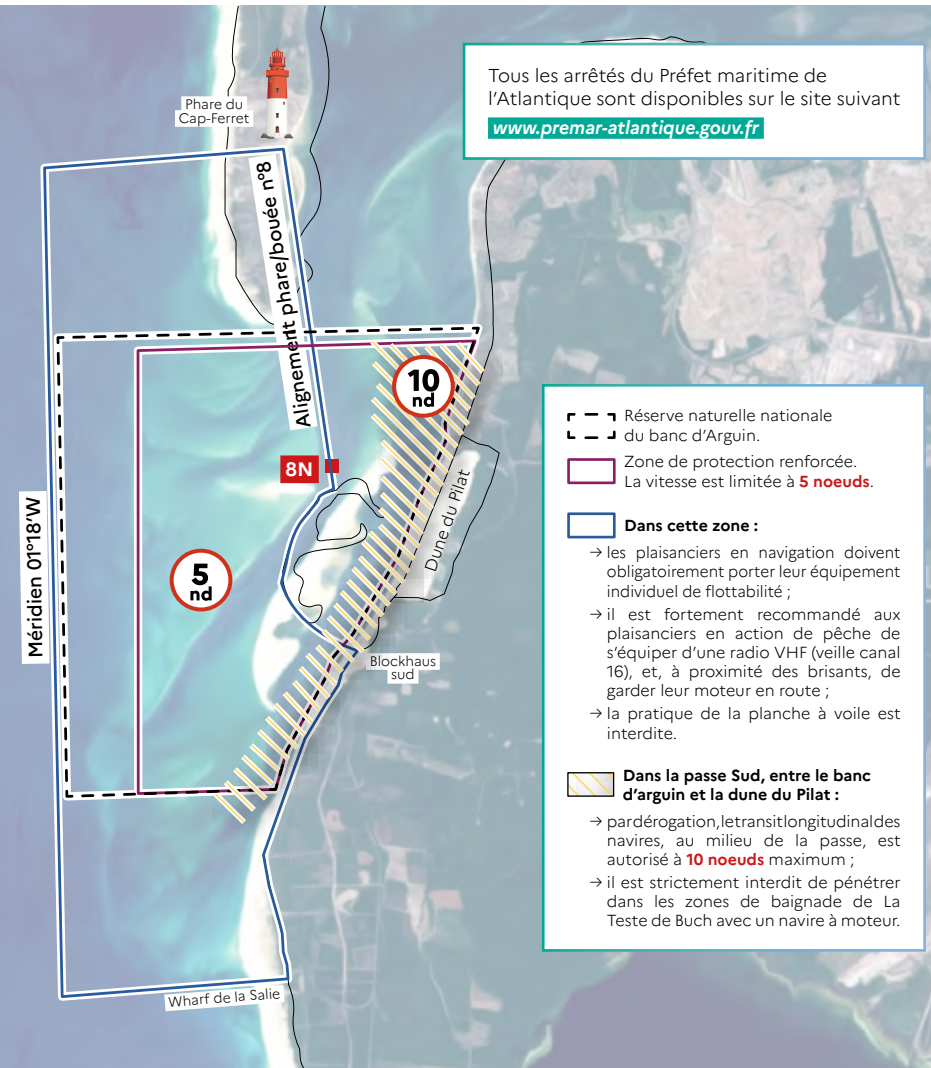 Tous les arrêtés du Préfet maritime de
l'Atlantique sont disponibles sur le site suivant
www.premar-atlantique.gouv.fr
Phare du
Cap-Ferret
Alignement phare/bouée n°8
10
nd
8N
5
nd
Méridien 01°18'W
Dune du Pilat
Blockhaus
sud
Wharf de la Salie
Réserve naturelle nationale
du banc d'Arguin.
Zone de protection renforcée.
La vitesse est limitée à 5 noeuds.
Dans cette zone :
→ les plaisanciers en navigation doivent
obligatoirement porter leur équipement
individuel de flottabilité ;
→ il est fortement recommandé aux
plaisanciers en action de pêche de
s'équiper d'une radio VHF (veille canal
16), et, à proximité des brisants, de
garder leur moteur en route ;
→ la pratique de la planche à voile est
interdite.
Dans la passe Sud, entre le banc
d'arguin et la dune du Pilat :
→ pardérogation,letransitlongitudinaldes
navires, au milieu de la passe, est
autorisé à 10 noeuds maximum ;
→ il est strictement interdit de pénétrer
dans les zones de baignade de La
Teste de Buch avec un navire à moteur.